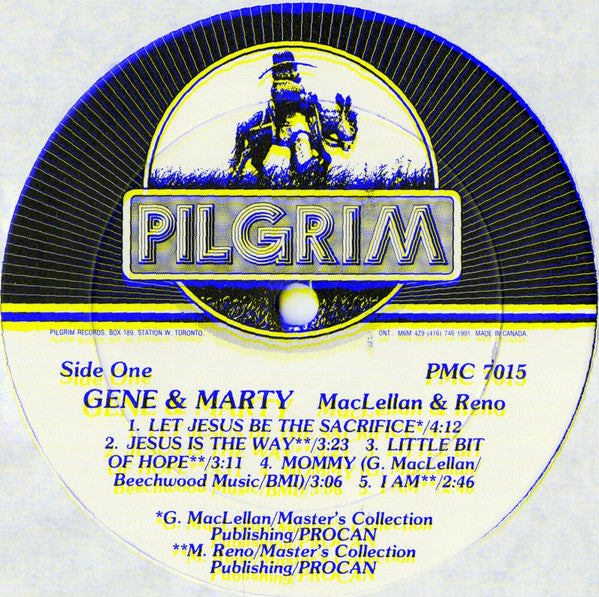 PILGRIM
PILGRIM RECORDS, BOX 189, STATION W, TORONTO, ONT., M6M 4Z9 (416) 746 1991. MADE IN CANADA.
Side One PMC 7015
GENE & MARTY MacLellan & Reno
1. LET JESUS BE THE SACRIFICE*/4:12
2. JESUS IS THE WAY**/3:23 3. LITTLE BIT
OF HOPE**/3:11 4. MOMMY (G. MacLellan/
Beechwood Music/BMI)/3:06 5. I AM**/2:46
*G. MacLellan/Master's Collection
Publishing/PROCAN
**M. Reno/Master's Collection
Publishing/PROCAN